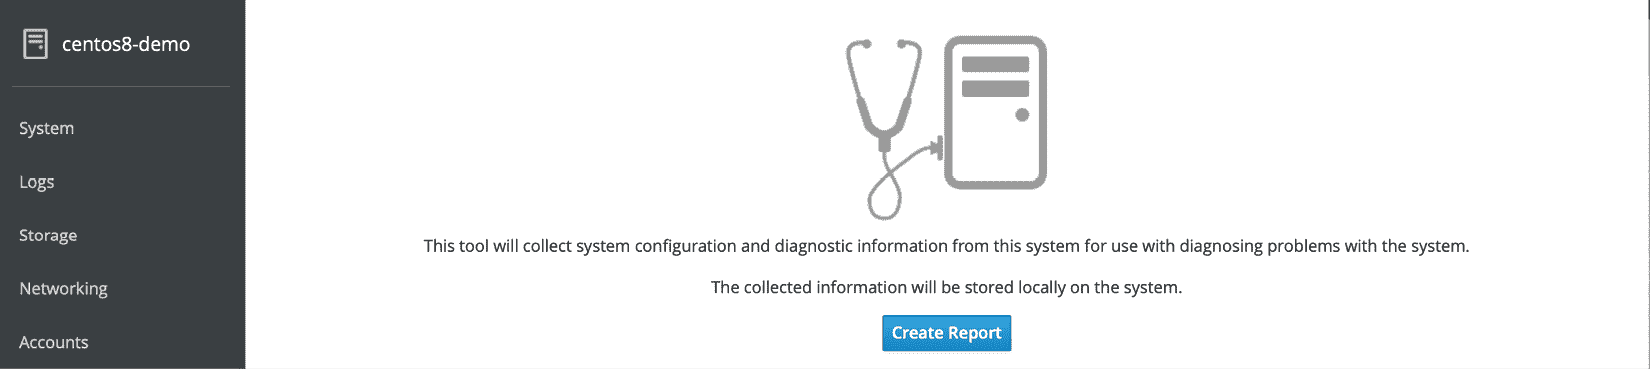 centos8-demo
System
Logs
Storage
Networking
Accounts
This tool will collect system configuration and diagnostic information from this system for use with diagnosing problems with the system.
The collected information will be stored locally on the system.
Create Report